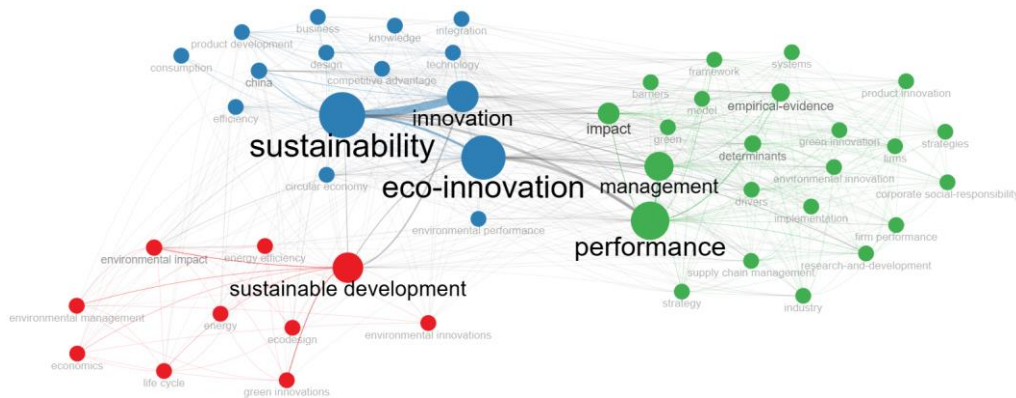 business
integration
product development
knowledge
consumption
design
technology
china
competitive advantage
efficiency
innovation
sustainability
eco-innovation
circular economy
environmental performance
systems
framework
barriers
product innovation
model
empirical-evidence
impact
green
green innovation
strategies
determinants
firms
management
environmental innovation
corporate social-responsibility
drivers
implementation
performance
firm performance
supply chain management
research-and-development
strategy
industry
environmental impact
energy efficiency
sustainable development
environmental management
energy
ecodesign
environmental innovations
economics
life cycle
green innovations